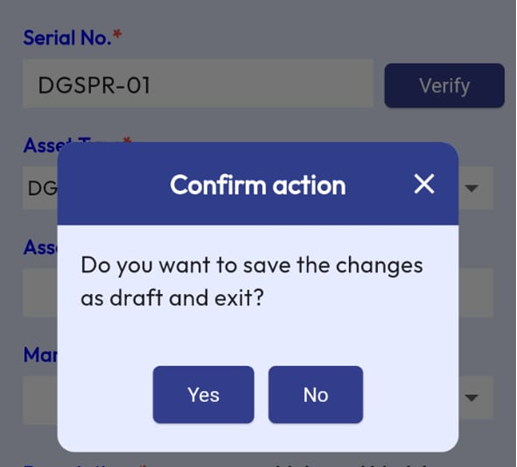 Serial No.*
DGSPR-01
Verify
Confirm action
DG
Do you want to save the changes
as draft and exit?
Yes
No